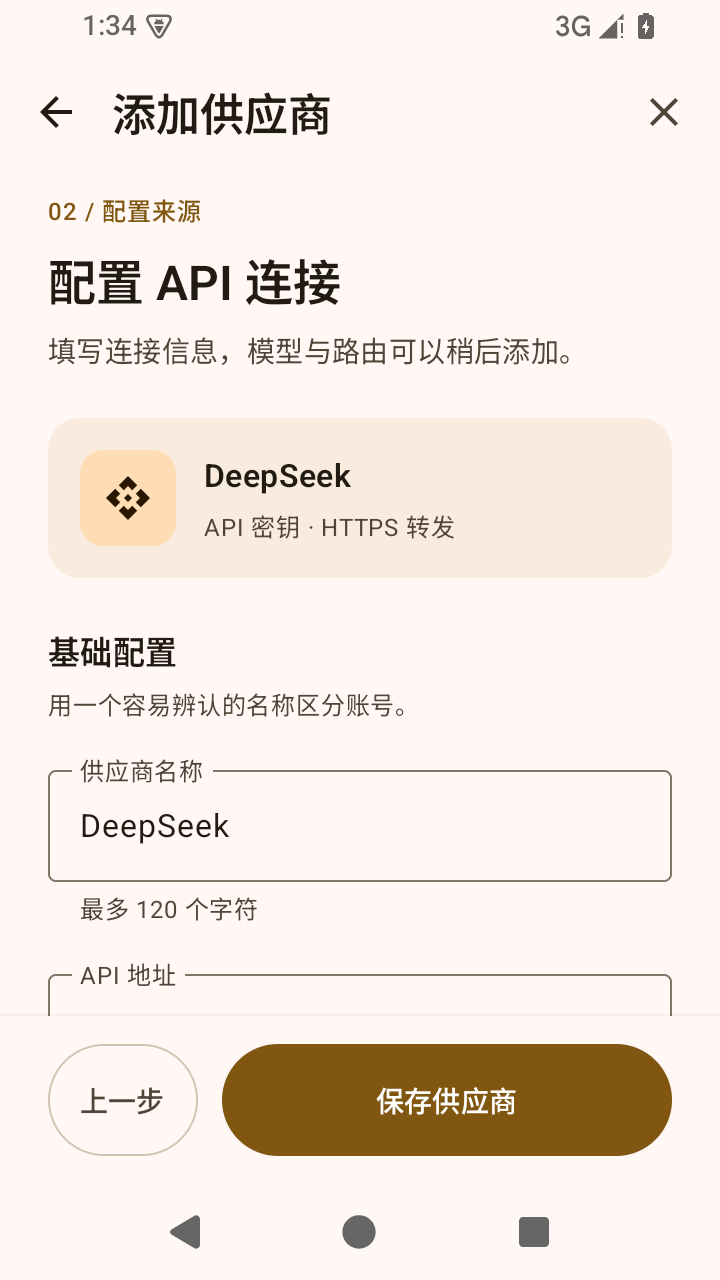 1:34
3G
添加供应商
02 / 配置来源
配置 API 连接
填写连接信息，模型与路由可以稍后添加。
DeepSeek
API 密钥 · HTTPS 转发
基础配置
用一个容易辨认的名称区分账号。
供应商名称
DeepSeek
最多 120 个字符
API 地址
上一步
保存供应商